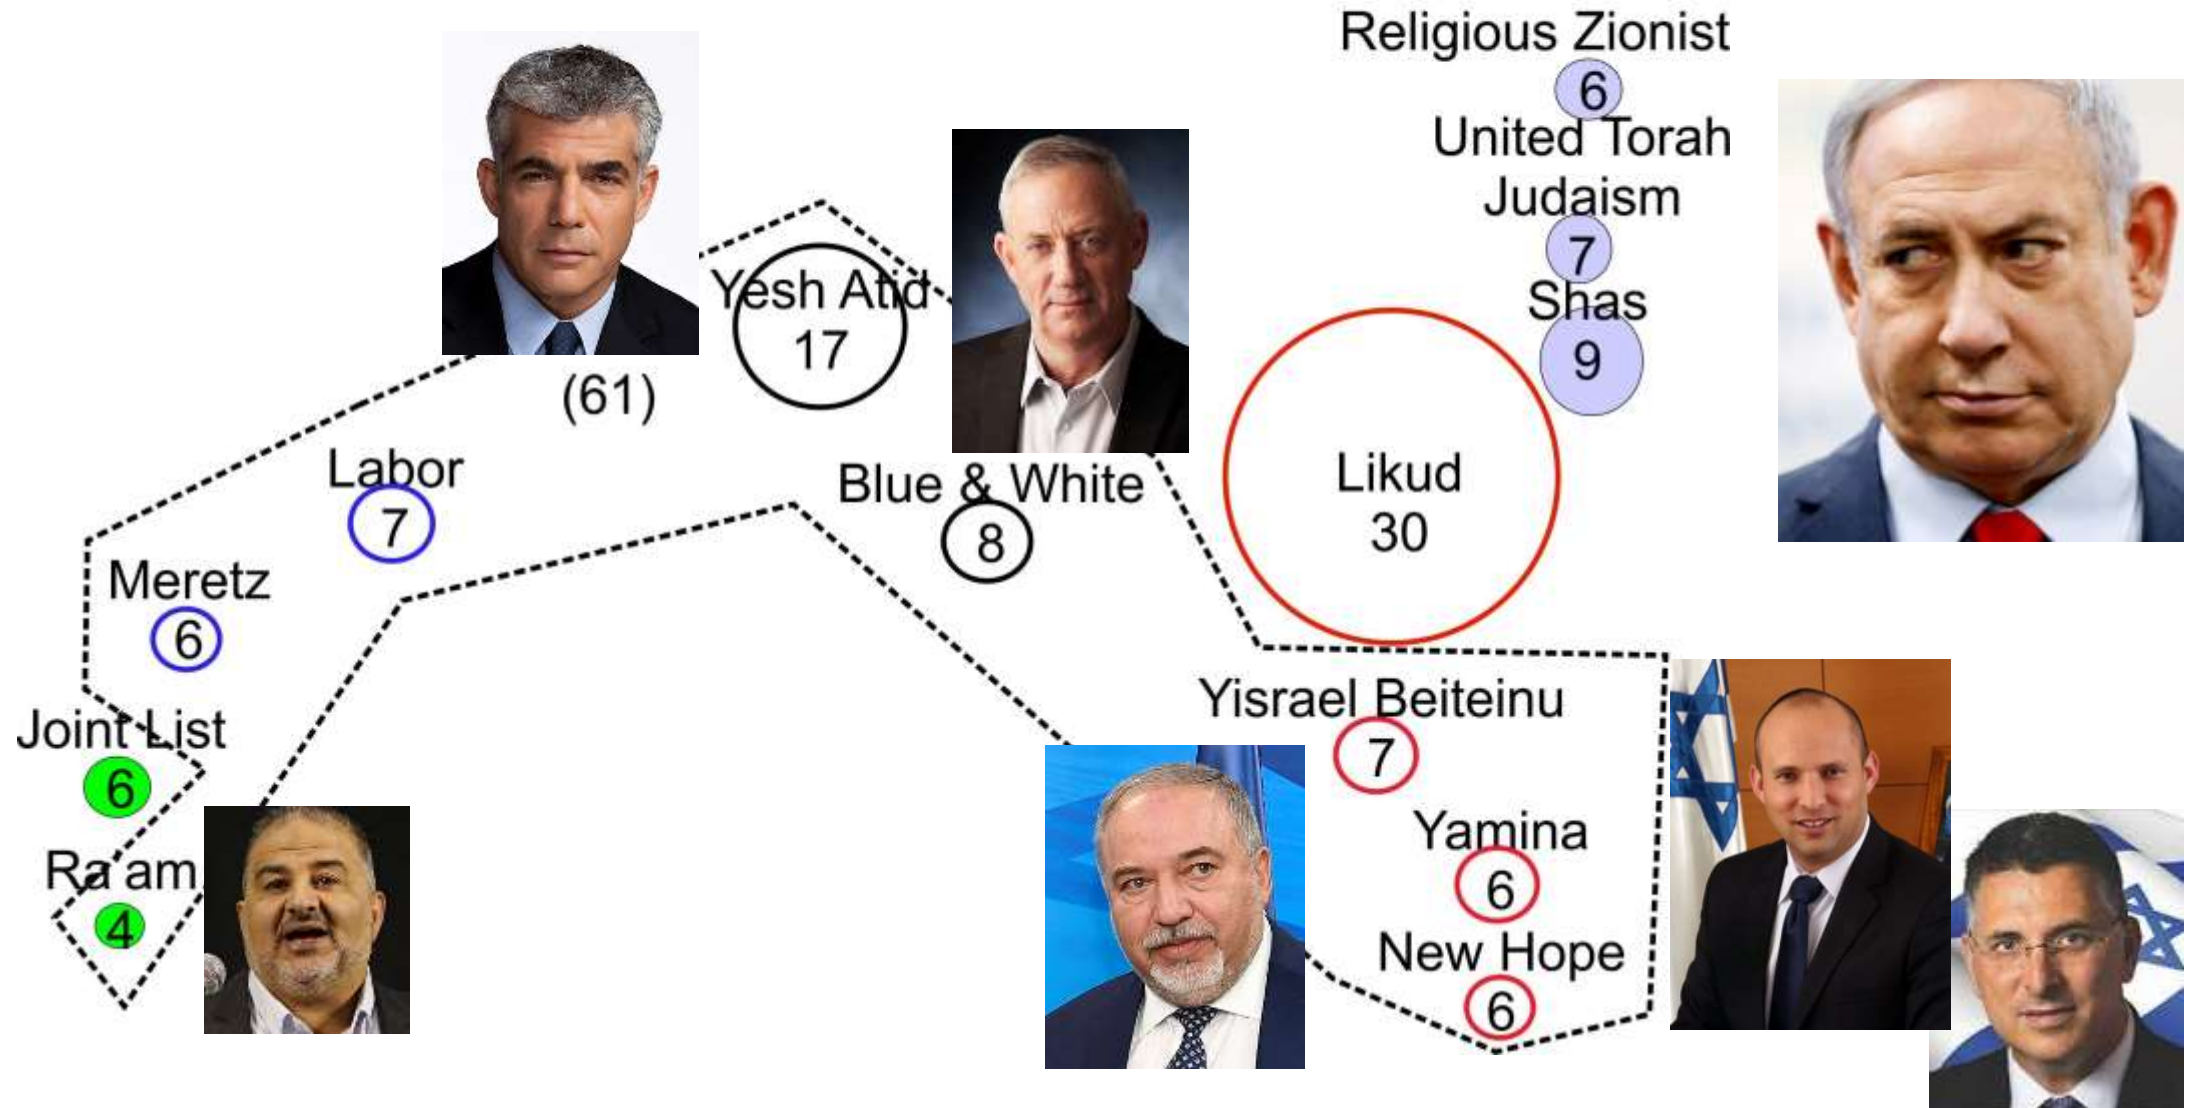 Religious Zionist
6
United Torah
Judaism
7
Shas
9
Yesh Atid
17
(61)
Likud
30
Labor
7
Blue & White
8
Meretz
6
Joint List
6
Ra'am
4
Yisrael Beiteinu
7
Yamina
6
New Hope
6